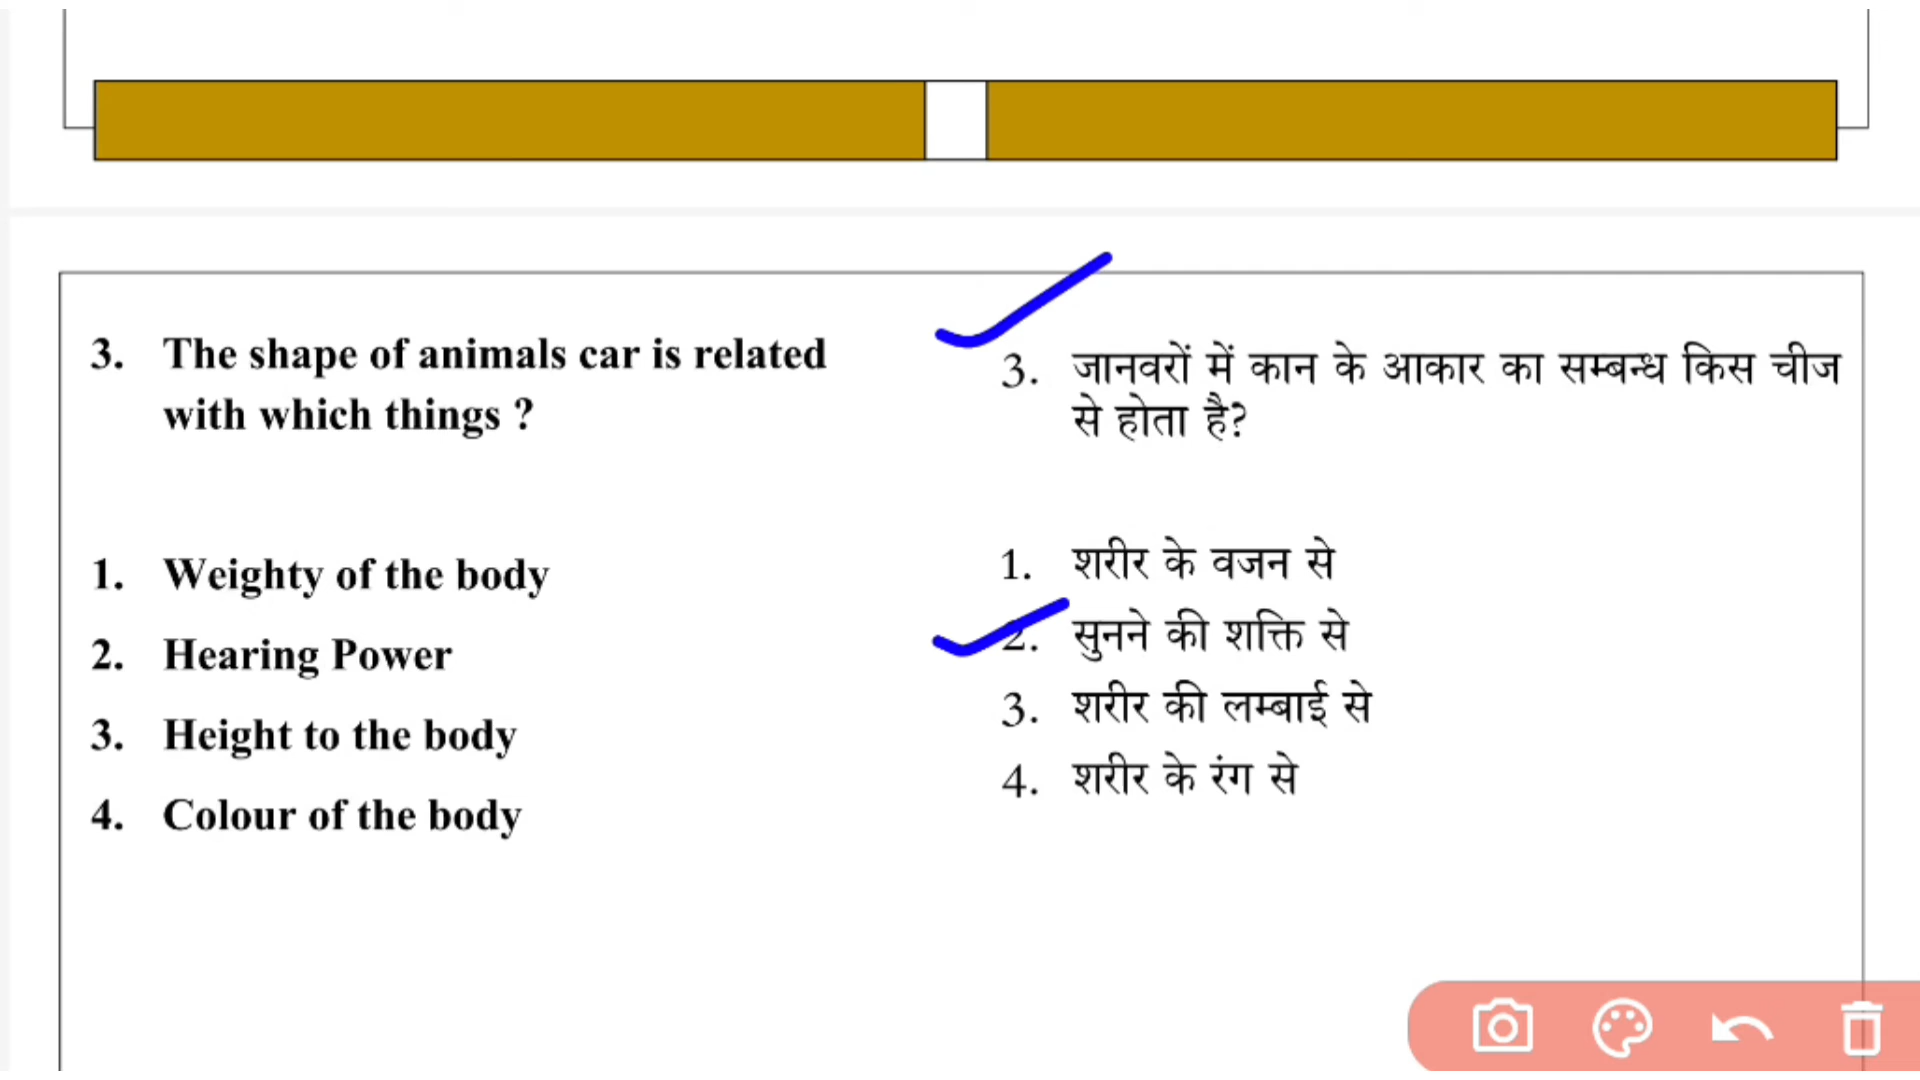 3. The shape of animals car is related
with which things ?
1. Weighty of the body
2. Hearing Power
3. Height to the body
4. Colour of the body
3. जानवरों में कान के आकार का सम्बन्ध किस चीज
से होता है?
1. शरीर के वजन से
2. सुनने की शक्ति से
3. शरीर की लम्बाई से
4. शरीर के रंग से